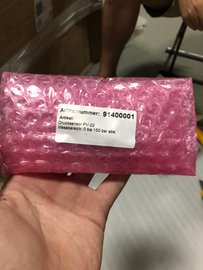 Artikelnummer: 91400001
Artikel:
Drucksensor PV-22
Messbereich: 0 bis 150 bar abs.